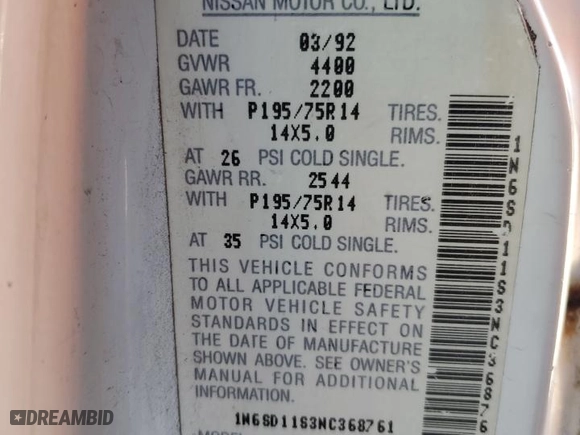 NISSAN MOTOR CO., LTD.
DATE 03/92
GVWR 4400
GAWR FR. 2200
WITH P195/75R14 TIRES.
14X5.0 RIMS.
AT 26 PSI COLD SINGLE.
GAWR RR. 2544
WITH P195/75R14 TIRES.
14X5.0 RIMS.
AT 35 PSI COLD SINGLE.
THIS VEHICLE CONFORMS
TO ALL APPLICABLE FEDERAL
MOTOR VEHICLE SAFETY
STANDARDS IN EFFECT ON
THE DATE OF MANUFACTURE
SHOWN ABOVE. SEE OWNER'S
MANUAL FOR ADDITIONAL
INFORMATION.
1N6SD11S3NC368761
1N6SD11S3NC36876
autobidcar